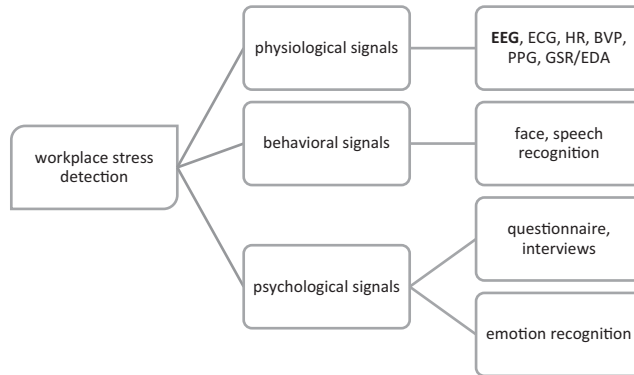 workplace stress
detection
physiological signals
EEG, ECG, HR, BVP,
PPG, GSR/EDA
behavioral signals
face, speech
recognition
psychological signals
questionnaire,
interviews
emotion recognition